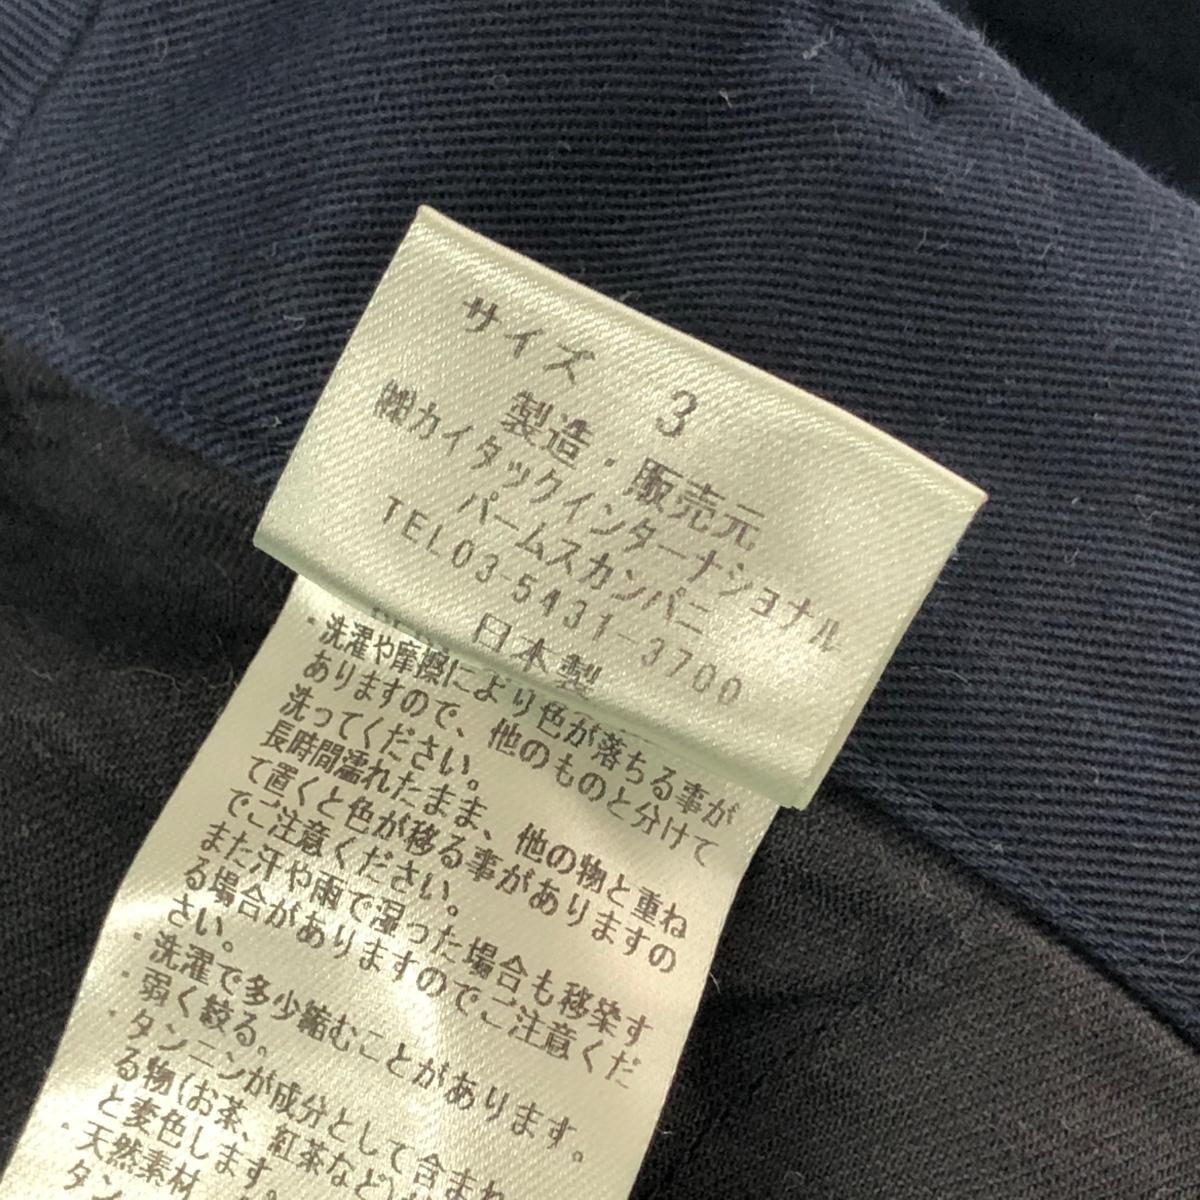 サイズ 3
製造・販売元
㈱カイタックインターナショナル
パームスカンパニー
TEL03-5431-3700
日本製
・洗濯や摩擦により色が落ちる事が
ありますので、他のものと分けて
洗ってください。
長時間濡れたまま、他の物と重ね
て置くと色が移る事がありますの
でご注意ください。
また汗や雨で湿った場合も移染す
る場合がありますのでご注意くだ
さい。
・洗濯で多少縮むことがあります。
・弱く絞る。
・タンニンが成分として含まれ
る物(お茶、紅茶など)
と変色します。
・天然素材
タン